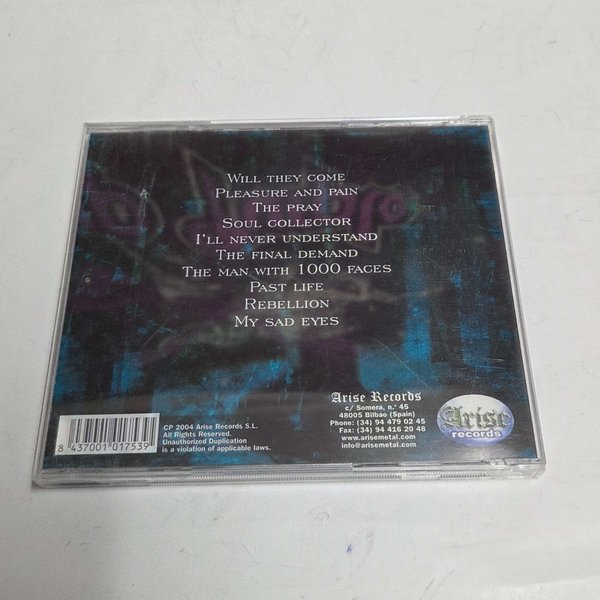 Will they come
Pleasure and pain
The pray
Soul collector
I'll never understand
The final demand
The man with 1000 faces
Past life
Rebellion
My sad eyes
8 437001 017539
CP 2004 Arise Records S.L.
All Rights Reserved.
Unauthorized Duplication
is a violation of applicable laws.
Arise Records
c/ Somera, n.º 45
48005 Bilbao (Spain)
Phone: (34) 94 479 02 45
Fax: (34) 94 416 20 48
www.arisemetal.com
info@arisemetal.com
Arise
records